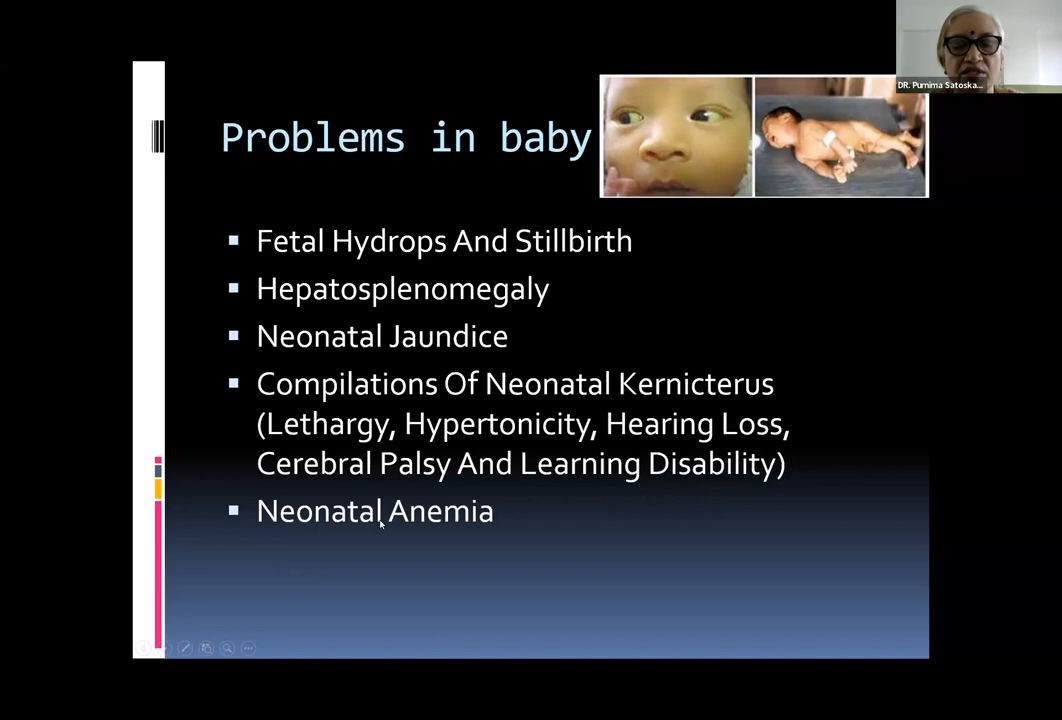 DR. Purnima Satoska...
Problems in baby
Fetal Hydrops And Stillbirth
Hepatosplenomegaly
Neonatal Jaundice
Compilations Of Neonatal Kernicterus
(Lethargy, Hypertonicity, Hearing Loss,
Cerebral Palsy And Learning Disability)
Neonatal Anemia